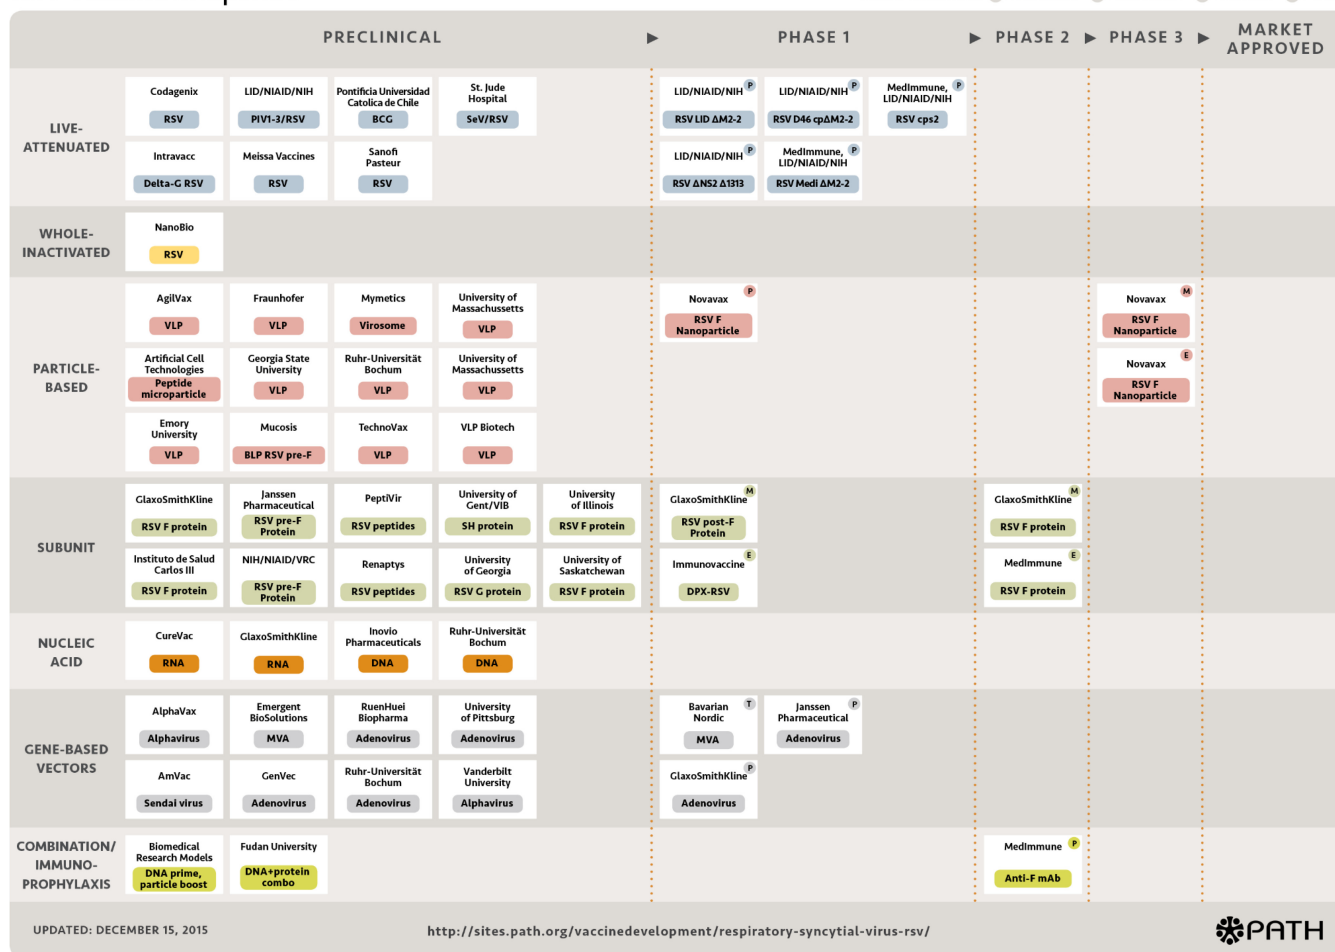 PRECLINICAL ▶ PHASE 1 ▶ PHASE 2 ▶ PHASE 3 ▶ MARKET
APPROVED
LIVE-
ATTENUATED
Codagenix
RSV
LID/NIAID/NIH
PIV1-3/RSV
Pontificia Universidad
Catolica de Chile
BCG
St. Jude
Hospital
SeV/RSV
LID/NIAID/NIH P
RSV LID ΔM2-2
LID/NIAID/NIH P
RSV D46 cpΔM2-2
MedImmune, P
LID/NIAID/NIH
RSV cps2
Intravacc
Delta-G RSV
Meissa Vaccines
RSV
Sanofi
Pasteur
RSV
LID/NIAID/NIH P
RSV ΔNS2 Δ1313
MedImmune, P
LID/NIAID/NIH
RSV Medi ΔM2-2
WHOLE-
INACTIVATED
NanoBio
RSV
PARTICLE-
BASED
AgilVax
VLP
Fraunhofer
VLP
Mymetics
Virosome
University of
Massachussetts
VLP
Novavax P
RSV F
Nanoparticle
Novavax M
RSV F
Nanoparticle
Artificial Cell
Technologies
Peptide
microparticle
Georgia State
University
VLP
Ruhr-Universität
Bochum
VLP
University of
Massachussetts
VLP
Novavax E
RSV F
Nanoparticle
Emory
University
VLP
Mucosis
BLP RSV pre-F
TechnoVax
VLP
VLP Biotech
VLP
SUBUNIT
GlaxoSmithKline
RSV F protein
Janssen
Pharmaceutical
RSV pre-F
Protein
PeptiVir
RSV peptides
University of
Gent/VIB
SH protein
University
of Illinois
RSV F protein
GlaxoSmithKline M
RSV post-F
Protein
GlaxoSmithKline M
RSV F protein
Instituto de Salud
Carlos III
RSV F protein
NIH/NIAID/VRC
RSV pre-F
Protein
Renaptys
RSV peptides
University
of Georgia
RSV G protein
University of
Saskatchewan
RSV F protein
Immunovaccine E
DPX-RSV
MedImmune E
RSV F protein
NUCLEIC
ACID
CureVac
RNA
GlaxoSmithKline
RNA
Inovio
Pharmaceuticals
DNA
Ruhr-Universität
Bochum
DNA
GENE-BASED
VECTORS
AlphaVax
Alphavirus
Emergent
BioSolutions
MVA
RuenHuei
Biopharma
Adenovirus
University
of Pittsburg
Adenovirus
Bavarian T
Nordic
MVA
Janssen P
Pharmaceutical
Adenovirus
AmVac
Sendai virus
GenVec
Adenovirus
Ruhr-Universität
Bochum
Adenovirus
Vanderbilt
University
Alphavirus
GlaxoSmithKline P
Adenovirus
COMBINATION/
IMMUNO-
PROPHYLAXIS
Biomedical
Research Models
DNA prime,
particle boost
Fudan University
DNA+protein
combo
MedImmune P
Anti-F mAb
UPDATED: DECEMBER 15, 2015
http://sites.path.org/vaccinedevelopment/respiratory-syncytial-virus-rsv/
PATH